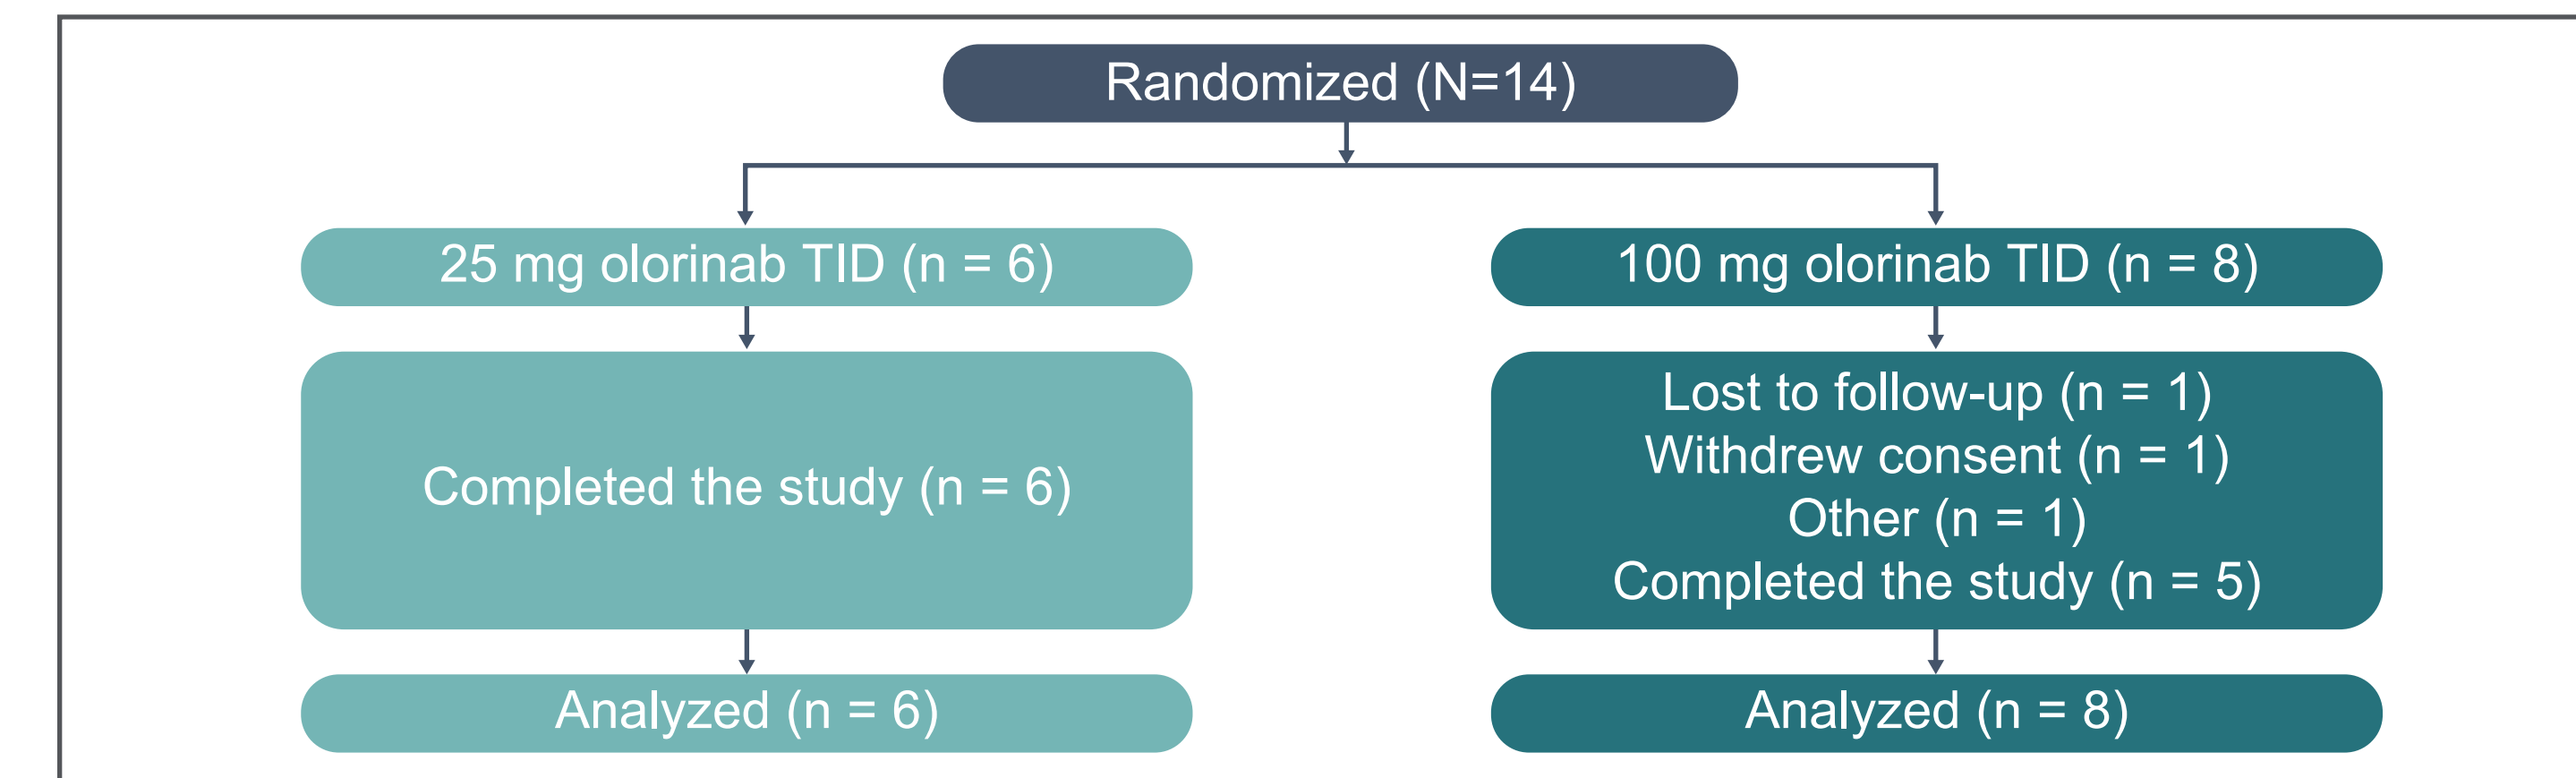 Randomized (N=14)
25 mg olorinab TID (n = 6)
100 mg olorinab TID (n = 8)
Completed the study (n = 6)
Lost to follow-up (n = 1)
Withdrew consent (n = 1)
Other (n = 1)
Completed the study (n = 5)
Analyzed (n = 6)
Analyzed (n = 8)